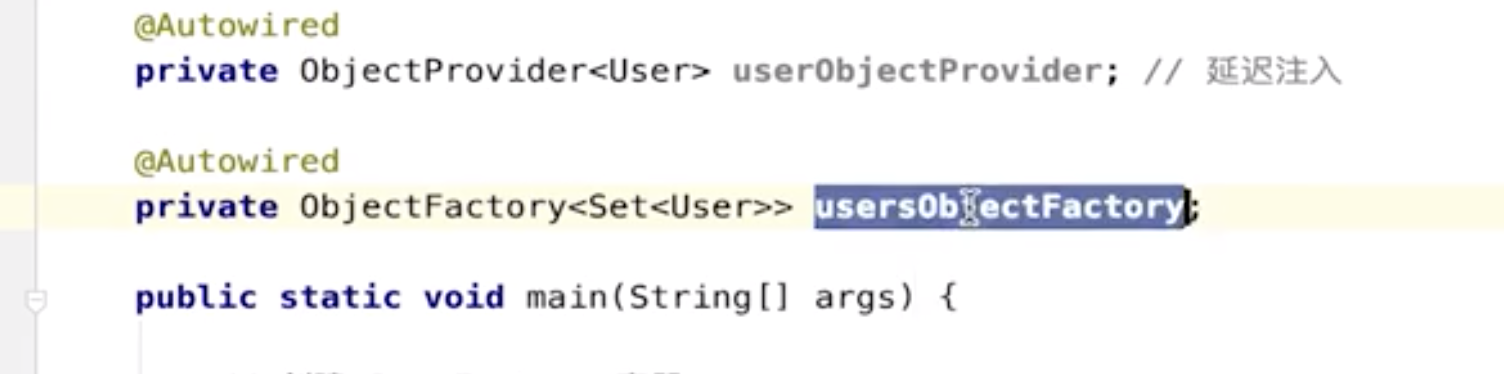 @Autowired
private ObjectProvider<User> userObjectProvider; // 延迟注入
@Autowired
private ObjectFactory<Set<User>> usersObjectFactory;
public static void main(String[] args) {